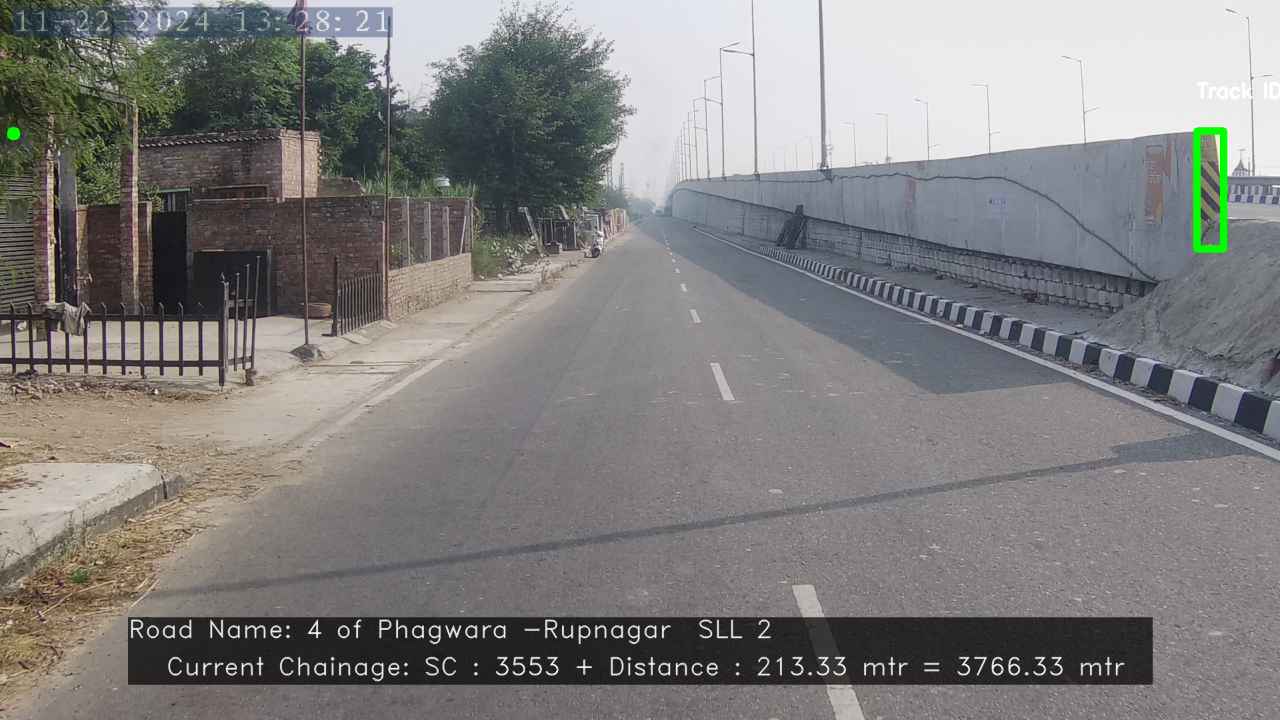 11-22-2024 13:28:21
Track ID
Road Name: 4 of Phagwara -Rupnagar SLL 2
Current Chainage: SC : 3553 + Distance : 213.33 mtr = 3766.33 mtr